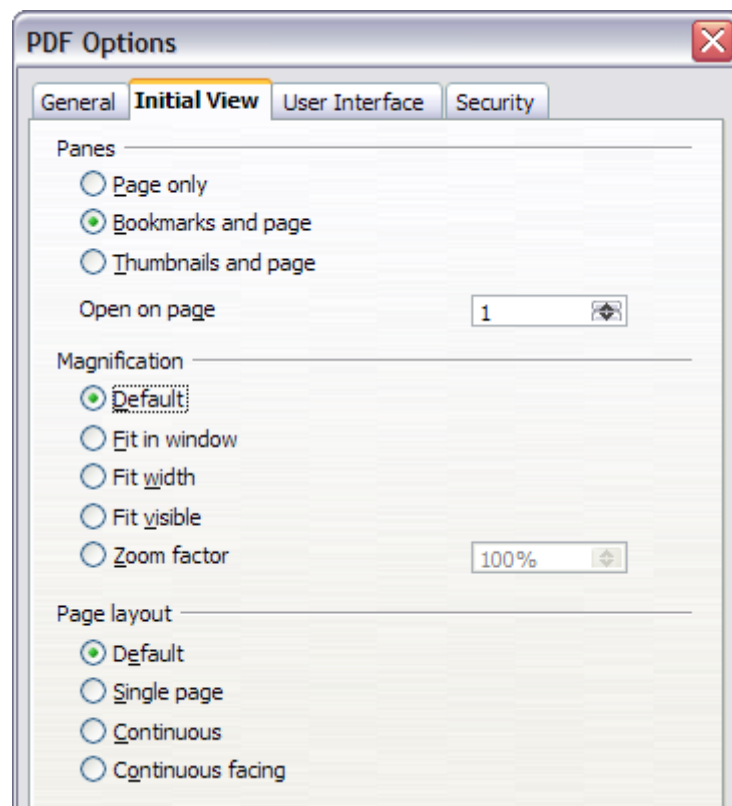 PDF Options
General Initial View User Interface Security
Panes
Page only
Bookmarks and page
Thumbnails and page
Open on page 1
Magnification
Default
Fit in window
Fit width
Fit visible
Zoom factor 100%
Page layout
Default
Single page
Continuous
Continuous facing